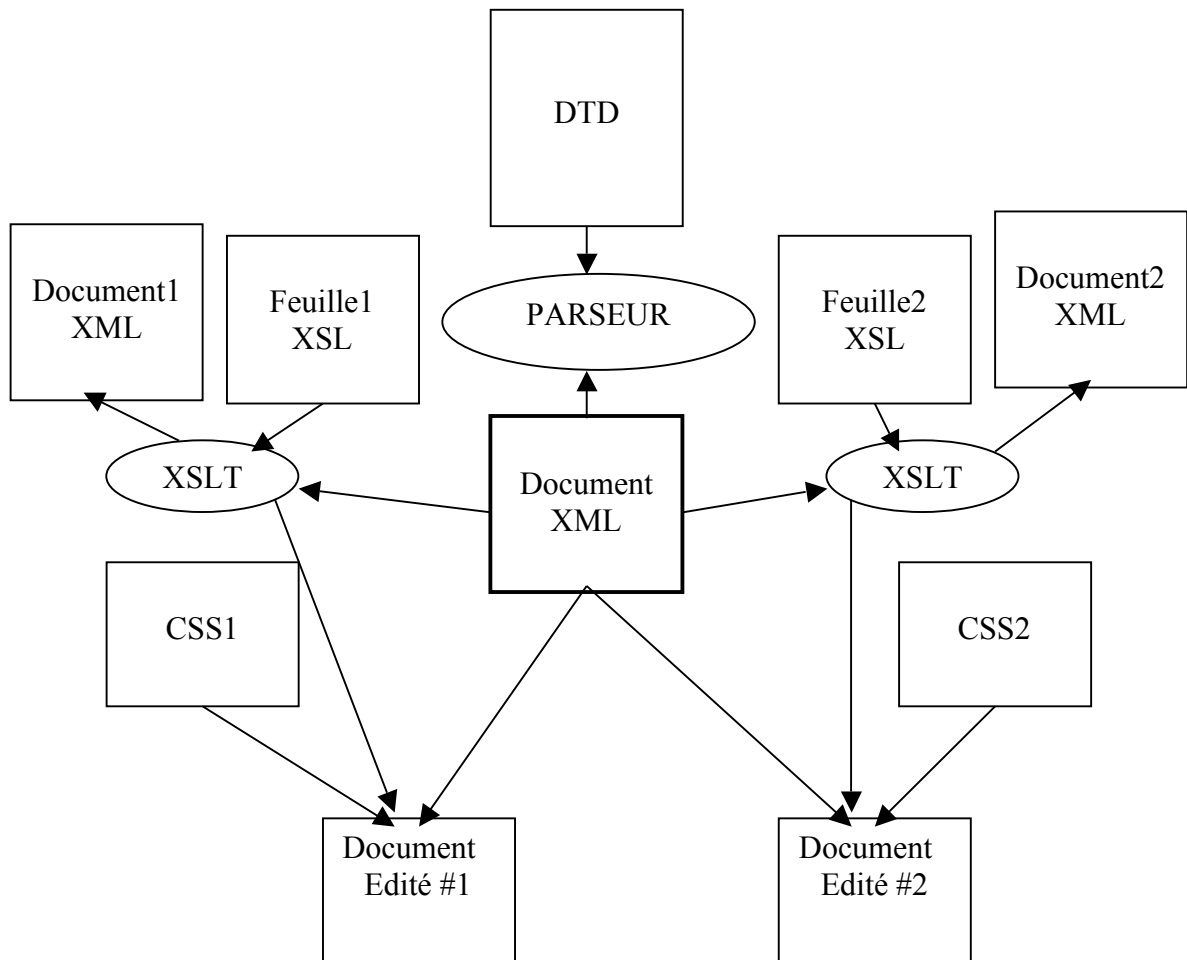 DTD
Document1
XML
Feuille1
XSL
PARSEUR
Feuille2
XSL
Document2
XML
XSLT
Document
XML
XSLT
CSS1
CSS2
Document
Edité #1
Document
Edité #2